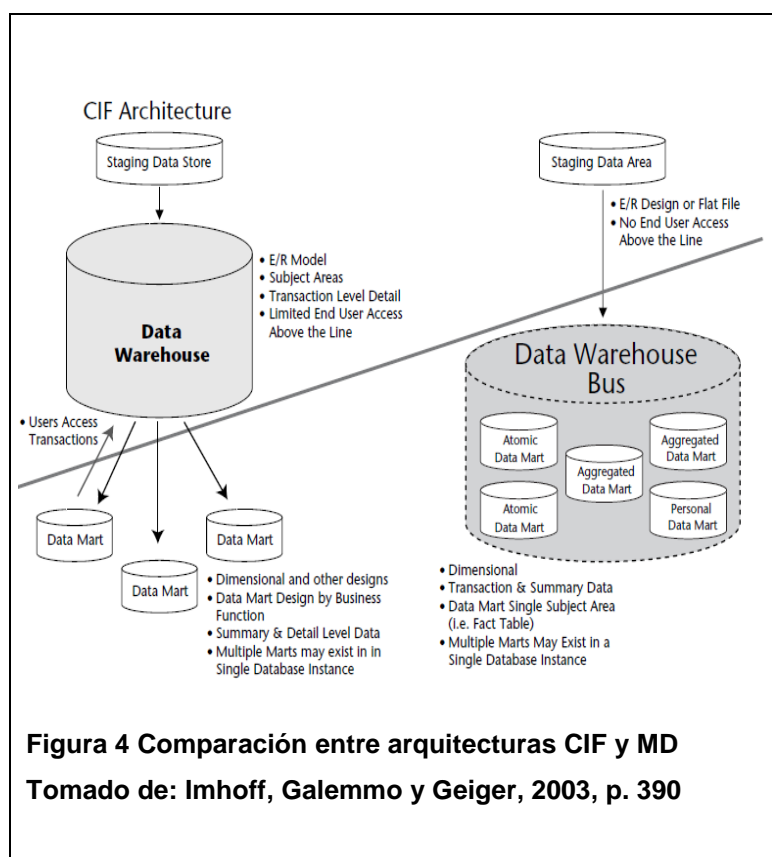 CIF Architecture
Staging Data Store
• E/R Model
• Subject Areas
• Transaction Level Detail
• Limited End User Access
Above the Line
Data
Warehouse
• Users Access
Transactions
Data Mart
Data Mart
Data Mart
• Dimensional and other designs
• Data Mart Design by Business
Function
• Summary & Detail Level Data
• Multiple Marts may exist in in
Single Database Instance
Staging Data Area
• E/R Design or Flat File
• No End User Access
Above the Line
Data Warehouse
Bus
Atomic
Data Mart
Aggregated
Data Mart
Aggregated
Data Mart
Atomic
Data Mart
Personal
Data Mart
• Dimensional
• Transaction & Summary Data
• Data Mart Single Subject Area
(i.e. Fact Table)
• Multiple Marts May Exist in a
Single Database Instance
Figura 4 Comparación entre arquitecturas CIF y MD
Tomado de: Imhoff, Galemmo y Geiger, 2003, p. 390